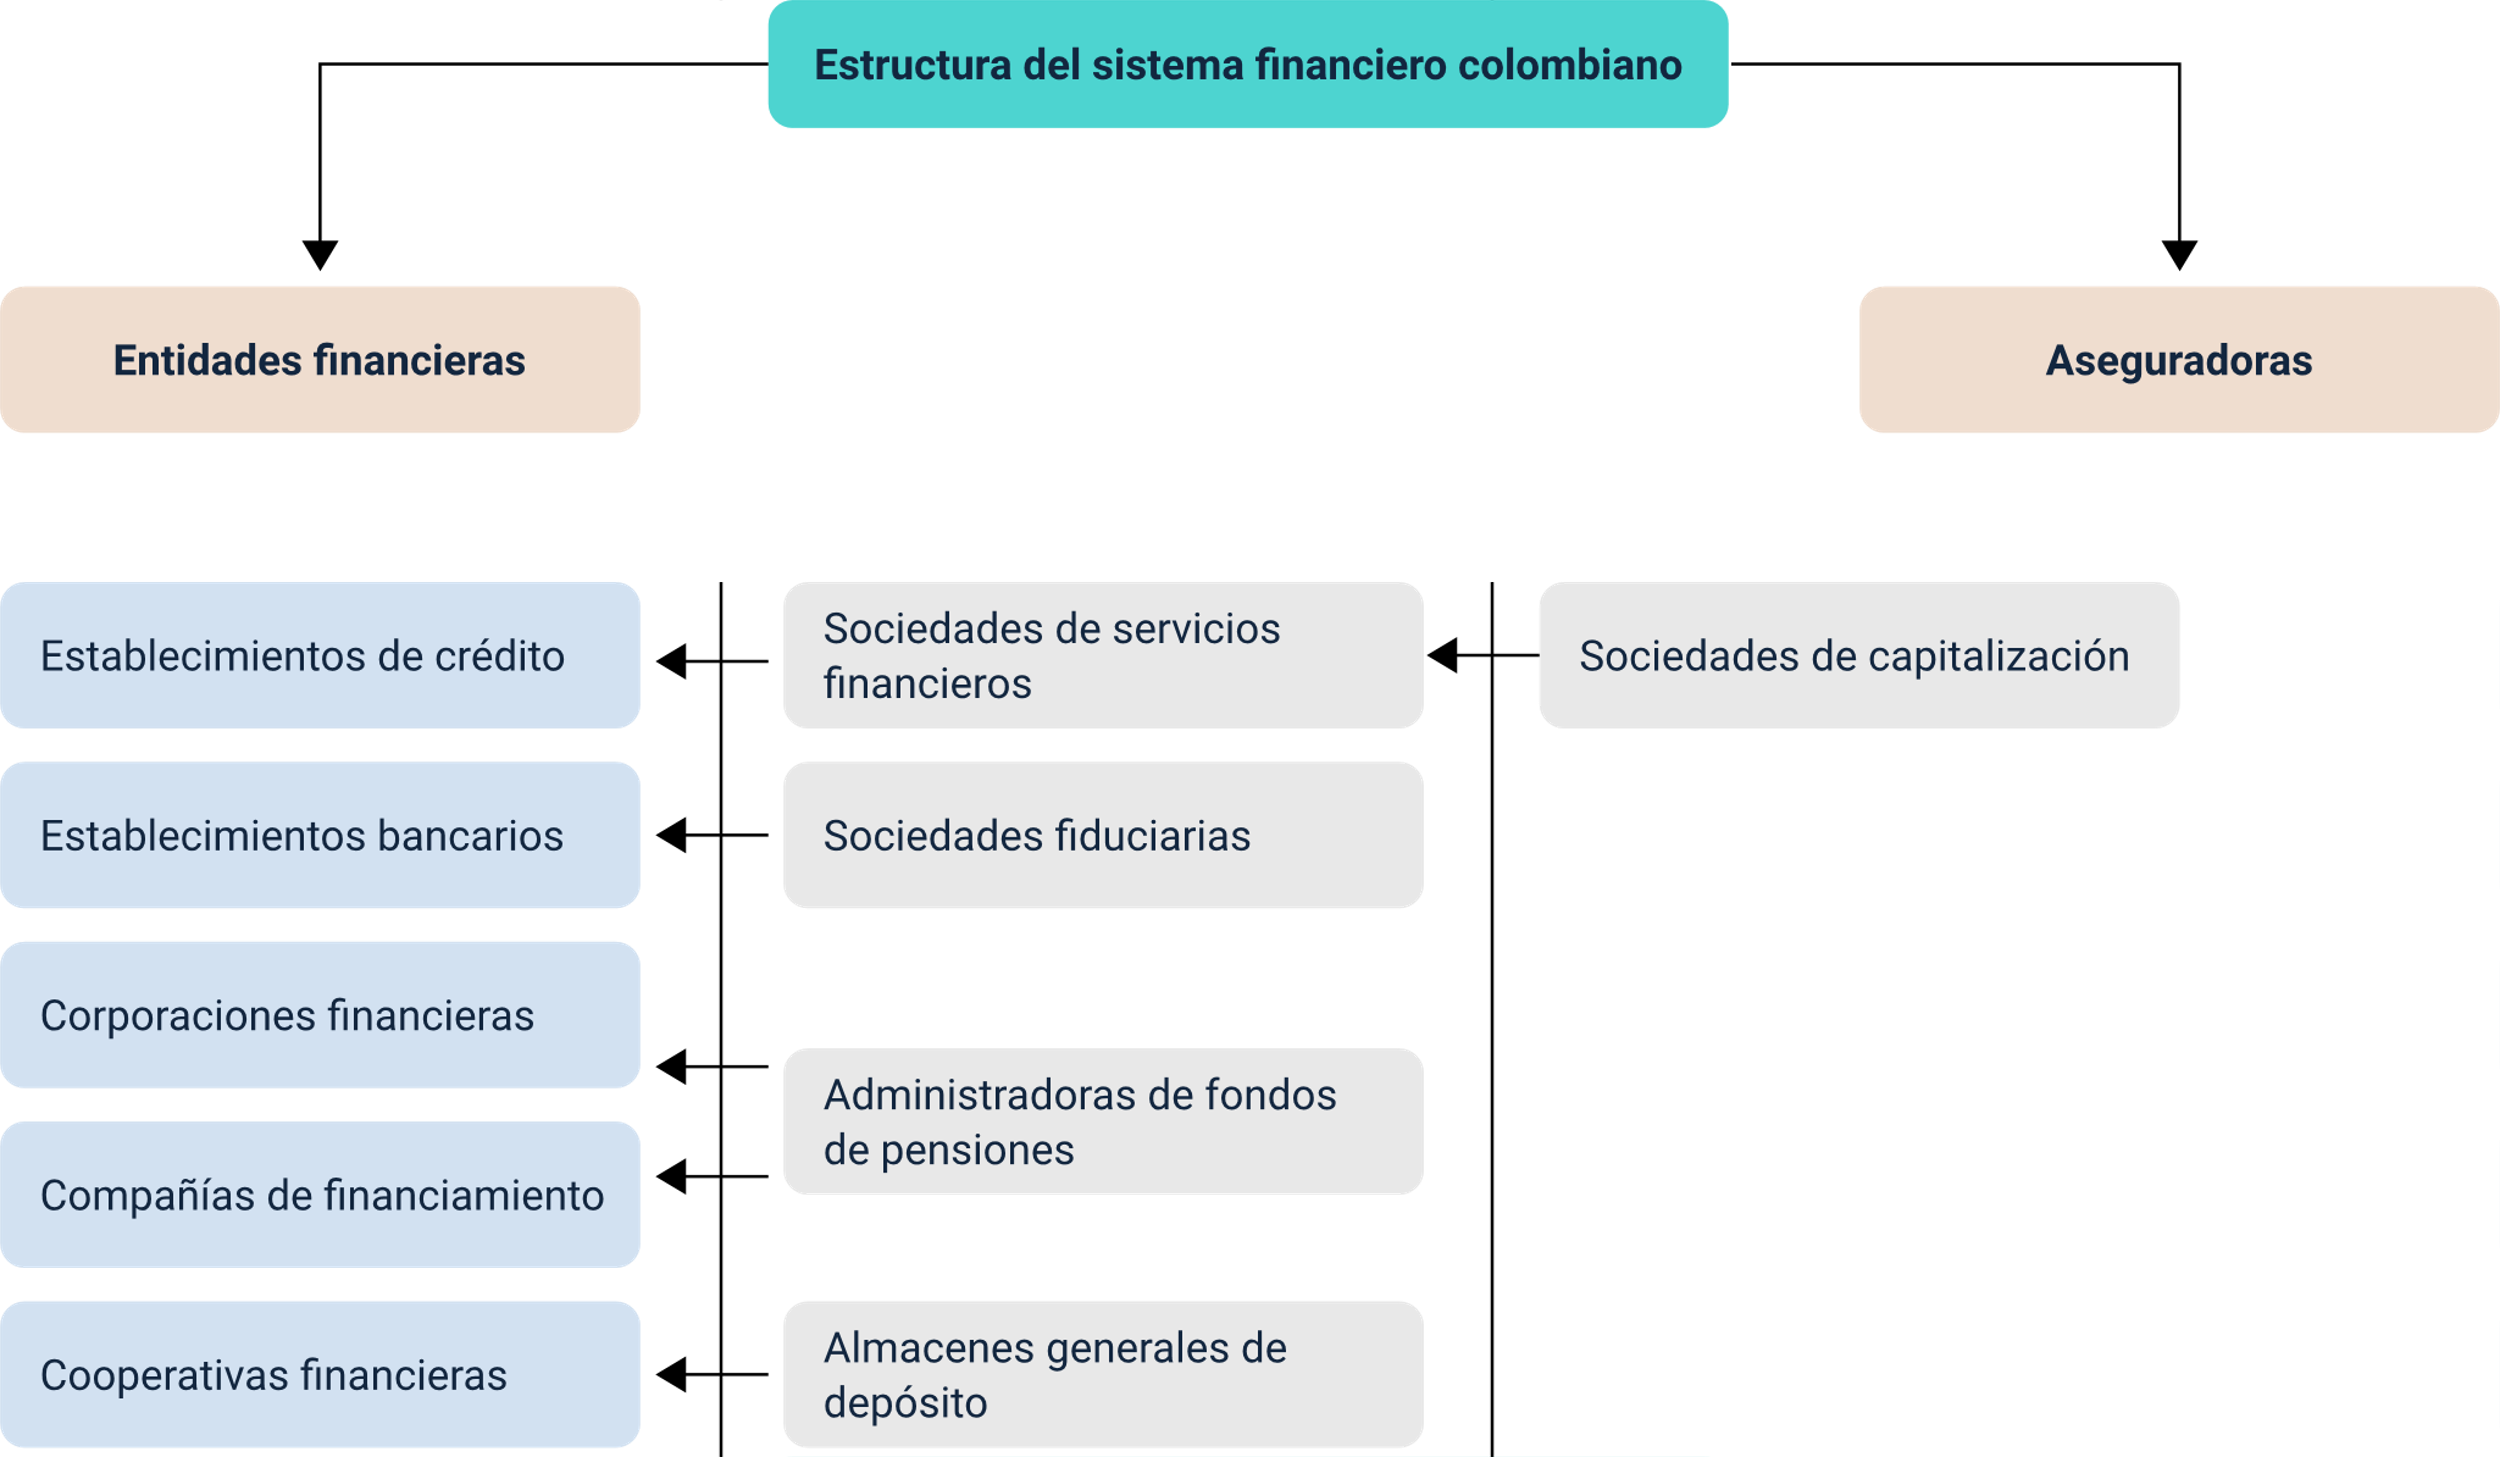 Estructura del sistema financiero colombiano
Entidades financieras
Aseguradoras
Establecimientos de crédito
Sociedades de servicios
financieros
Sociedades de capitalización
Establecimientos bancarios
Sociedades fiduciarias
Corporaciones financieras
Administradoras de fondos
de pensiones
Compañías de financiamiento
Cooperativas financieras
Almacenes generales de
depósito